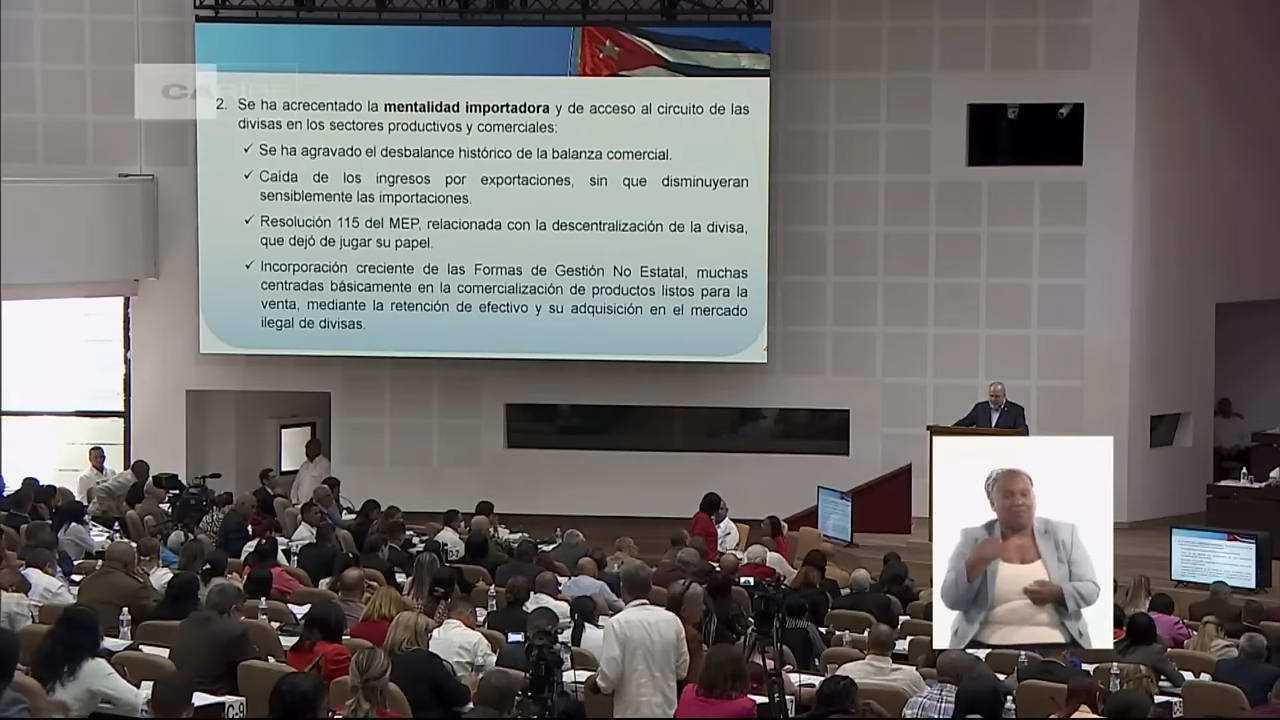 CARIBE
2. Se ha acrecentado la mentalidad importadora y de acceso al circuito de las
divisas en los sectores productivos y comerciales:
✓ Se ha agravado el desbalance histórico de la balanza comercial.
✓ Caída de los ingresos por exportaciones, sin que disminuyeran
sensiblemente las importaciones.
✓ Resolución 115 del MEP, relacionada con la descentralización de la divisa,
que dejó de jugar su papel.
✓ Incorporación creciente de las Formas de Gestión No Estatal, muchas
centradas básicamente en la comercialización de productos listos para la
venta, mediante la retención de efectivo y su adquisición en el mercado
ilegal de divisas.
C-9